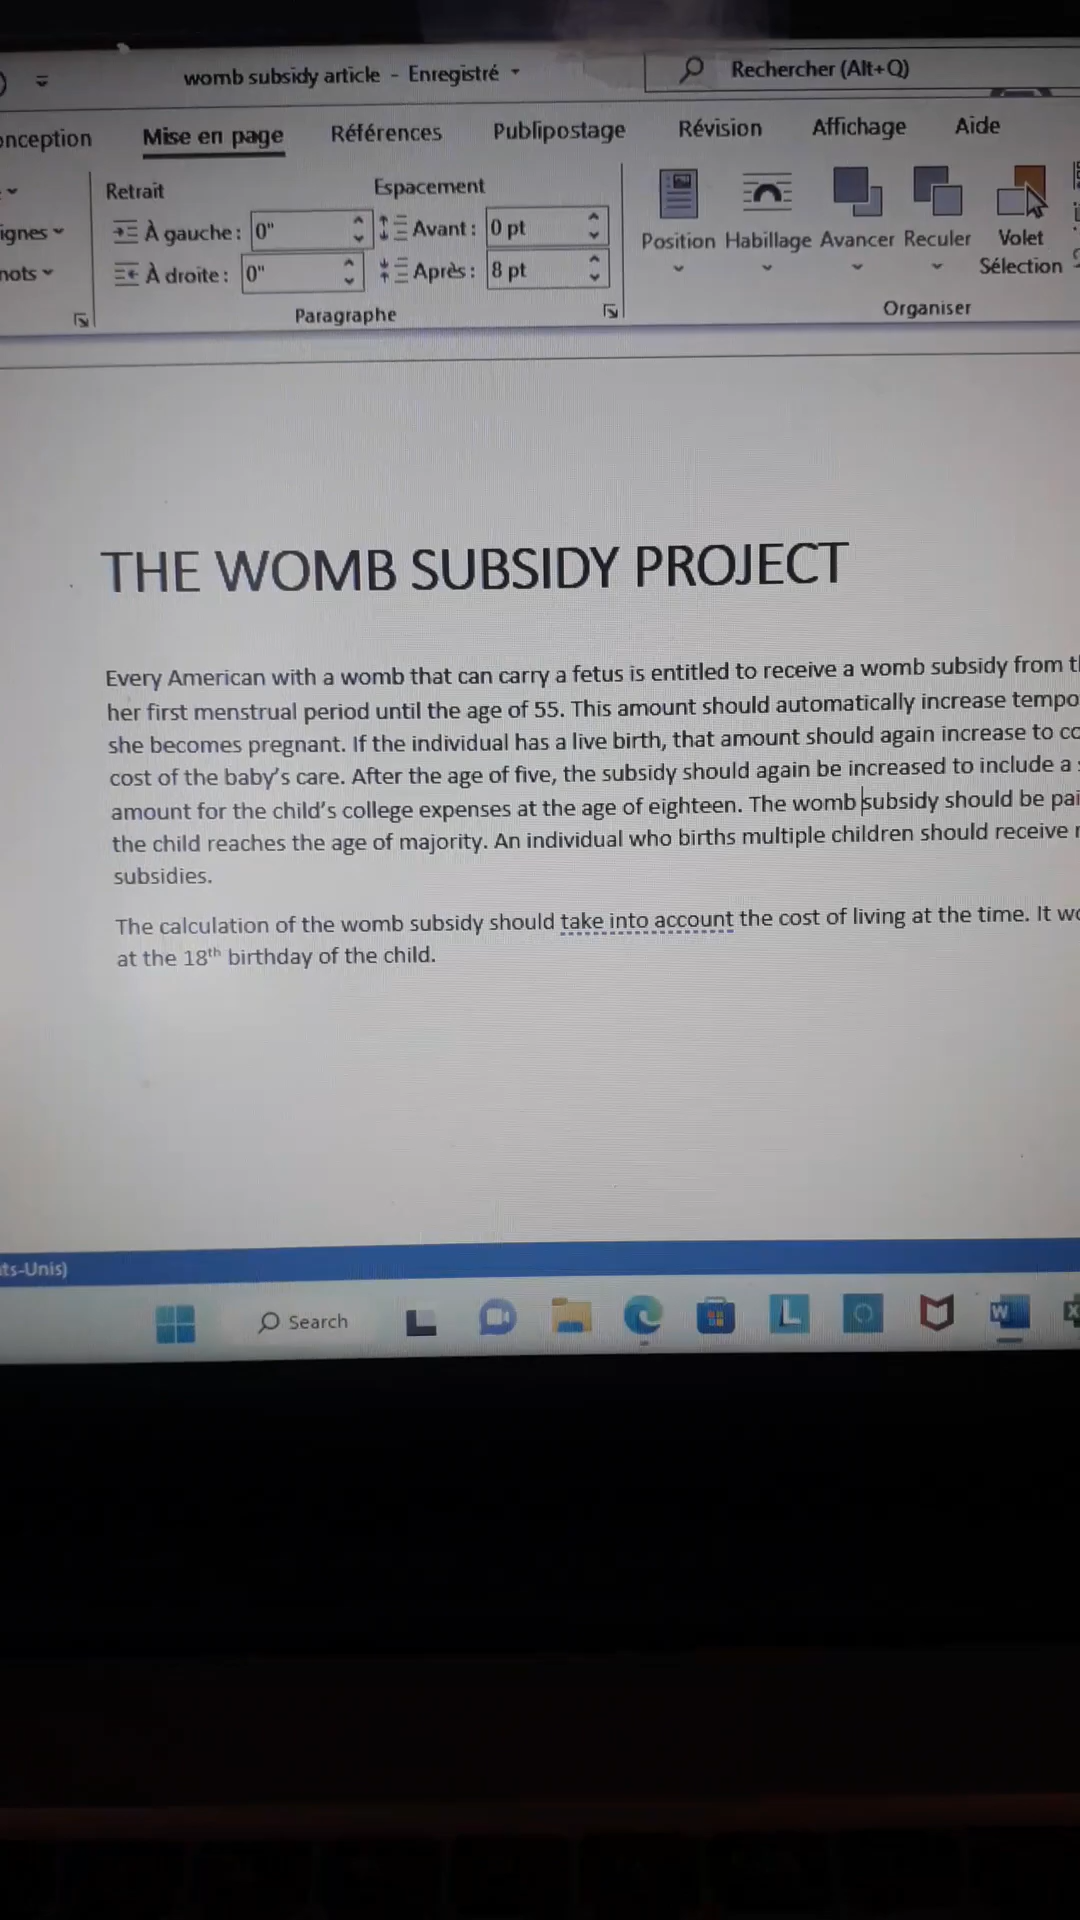 womb subsidy article - Enregistré
Rechercher (Alt+Q)
Mise en page Références Publipostage Révision Affichage Aide
Retrait Espacement
À gauche : 0" Avant : 0 pt
À droite : 0" Après : 8 pt
Position Habillage Avancer Reculer Volet Sélection
Paragraphe Organiser
THE WOMB SUBSIDY PROJECT
Every American with a womb that can carry a fetus is entitled to receive a womb subsidy from
her first menstrual period until the age of 55. This amount should automatically increase
she becomes pregnant. If the individual has a live birth, that amount should again increase to
cost of the baby's care. After the age of five, the subsidy should again be increased to include a
amount for the child's college expenses at the age of eighteen. The womb subsidy should be
the child reaches the age of majority. An individual who births multiple children should receive
subsidies.
The calculation of the womb subsidy should take into account the cost of living at the time. It
at the 18th birthday of the child.
Search